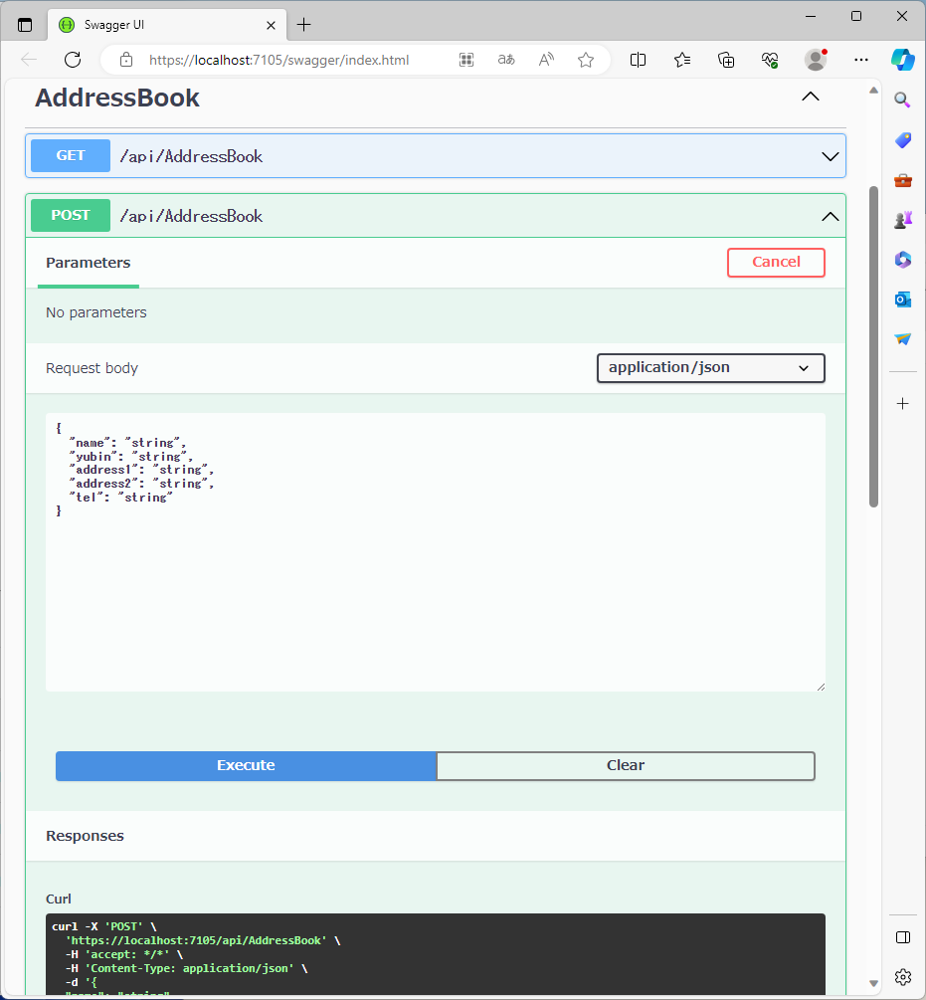 Swagger UI
https://localhost:7105/swagger/index.html
AddressBook
GET /api/AddressBook
POST /api/AddressBook
Parameters
Cancel
No parameters
Request body
application/json
{
  "name": "string",
  "yubin": "string",
  "address1": "string",
  "address2": "string",
  "tel": "string"
}
Execute
Clear
Responses
Curl
curl -X 'POST' \
  'https://localhost:7105/api/AddressBook' \
  -H 'accept: */*' \
  -H 'Content-Type: application/json' \
  -d '{
  "name": "string",